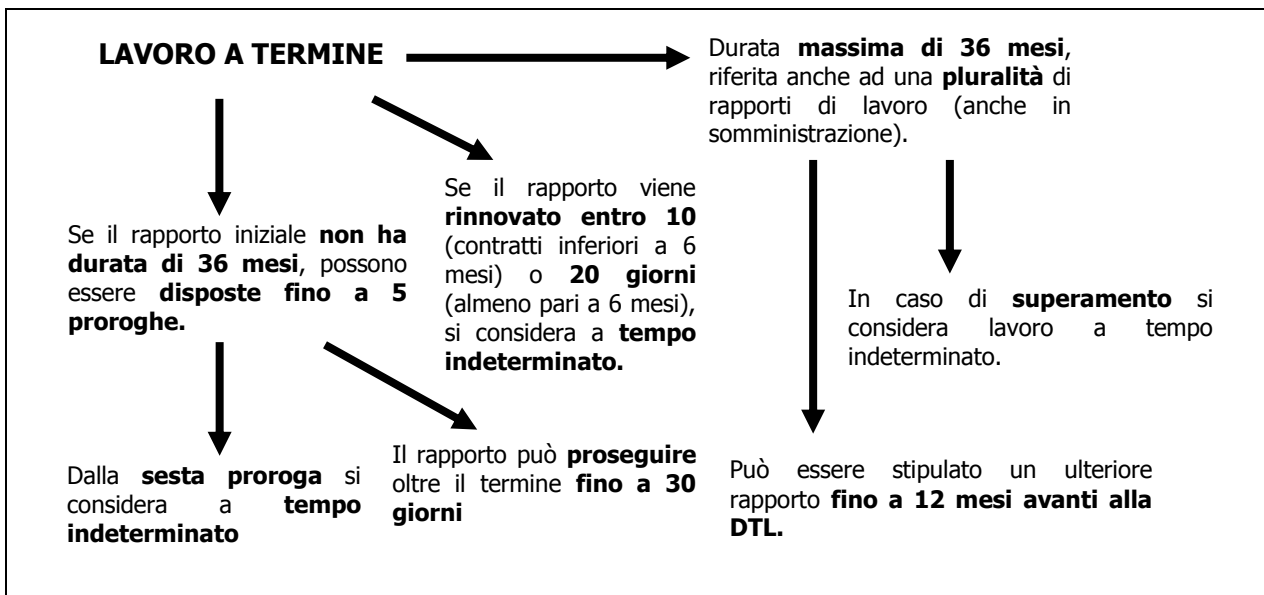 LAVORO A TERMINE
Durata massima di 36 mesi,
riferita anche ad una pluralità di
rapporti di lavoro (anche in
somministrazione).
Se il rapporto iniziale non ha
durata di 36 mesi, possono
essere disposte fino a 5
proroghe.
Se il rapporto viene
rinnovato entro 10
(contratti inferiori a 6
mesi) o 20 giorni
(almeno pari a 6 mesi),
si considera a tempo
indeterminato.
In caso di superamento si
considera lavoro a tempo
indeterminato.
Dalla sesta proroga si
considera a tempo
indeterminato
Il rapporto può proseguire
oltre il termine fino a 30
giorni
Può essere stipulato un ulteriore
rapporto fino a 12 mesi avanti alla
DTL.